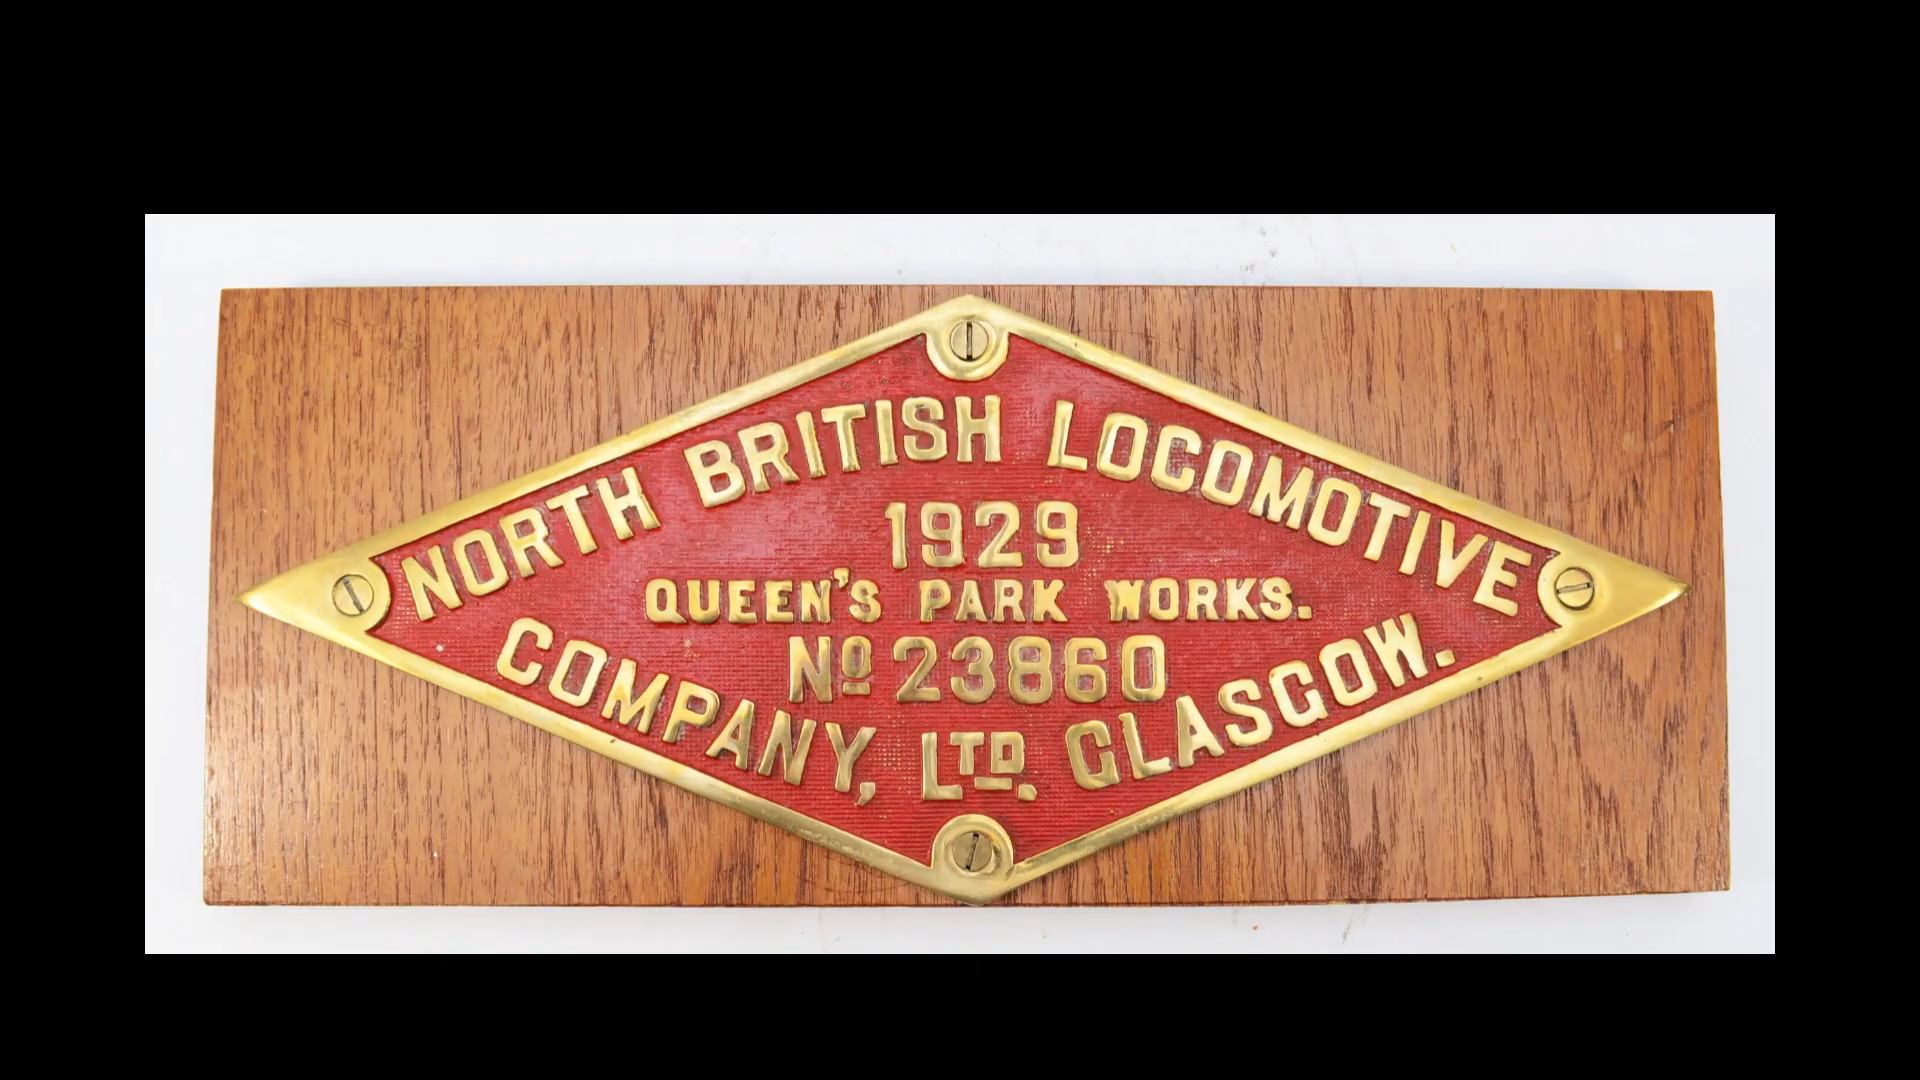 NORTH BRITISH LOCOMOTIVE
1929
QUEEN'S PARK WORKS.
No 23860
COMPANY, LTD. GLASGOW.